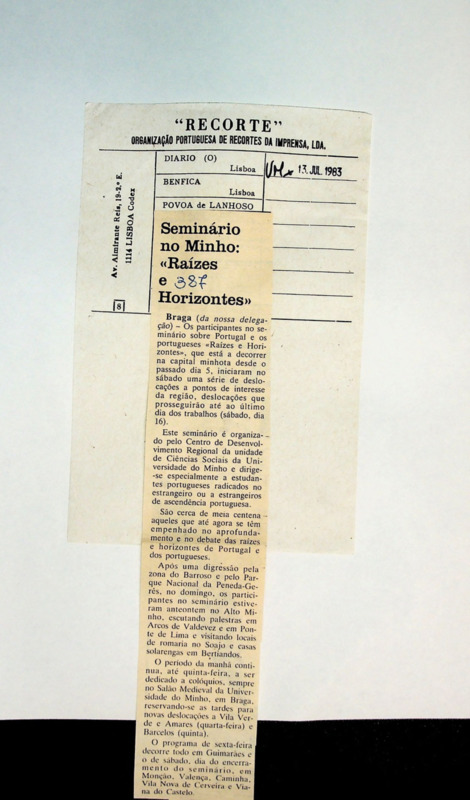 "RECORTE"
ORGANIZAÇÃO PORTUGUESA DE RECORTES DA IMPRENSA, LDA.
Av. Almirante Reis, 19-2.º E.
1114 LISBOA Codex
8
DIARIO (O)
Lisboa
13. JUL. 1983
BENFICA
Lisboa
POVOA de LANHOSO
Seminário
no Minho:
«Raízes
e 387
Horizontes»
Braga (da nossa delega-
ção) – Os participantes no se-
minário sobre Portugal e os
portugueses «Raízes e Hori-
zontes», que está a decorrer
na capital minhota desde o
passado dia 5, iniciaram no
sábado uma série de deslo-
cações a pontos de interesse
da região, deslocações que
prosseguirão até ao último
dia dos trabalhos (sábado, dia
16).
Este seminário é organiza-
do pelo Centro de Desenvol-
vimento Regional da unidade
de Ciências Sociais da Uni-
versidade do Minho e dirige-
-se especialmente a estudan-
tes portugueses radicados no
estrangeiro ou a estrangeiros
de ascendência portuguesa.
São cerca de meia centena
aqueles que até agora se têm
empenhado no aprofunda-
mento e no debate das raízes
e horizontes de Portugal e
dos portugueses.
Após uma digressão pela
zona do Barroso e pelo Par-
que Nacional da Peneda-Ge-
rês, no domingo, os partici-
pantes no seminário estive-
ram anteontem no Alto Mi-
nho, escutando palestras em
Arcos de Valdevez e em Pon-
te de Lima e visitando locais
de romaria no Soajo e casas
solarengas em Bertiandos.
O período da manhã conti-
nua, até quinta-feira, a ser
dedicado a colóquios, sempre
no Salão Medieval da Univer-
sidade do Minho, em Braga,
reservando-se as tardes para
novas deslocações a Vila Ver-
de e Amares (quarta-feira) e
Barcelos (quinta).
O programa de sexta-feira
decorre todo em Guimarães e
o de sábado, dia do encerra-
mento do seminário, em
Monção, Valença, Caminha,
Vila Nova de Cerveira e Via-
na do Castelo.